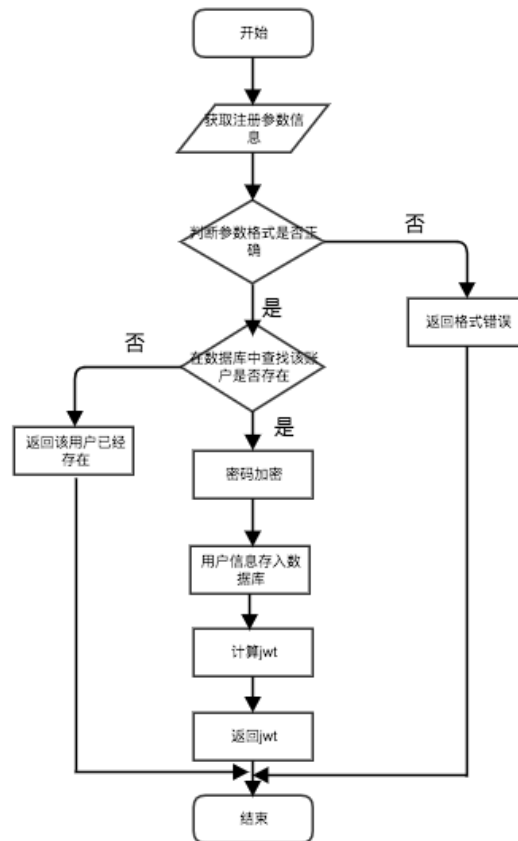 开始
获取注册参数信
息
判断参数格式是否正
确
否
返回格式错误
是
在数据库中查找该账
户是否存在
否
返回该用户已经
存在
是
密码加密
用户信息存入数
据库
计算jwt
返回jwt
结束